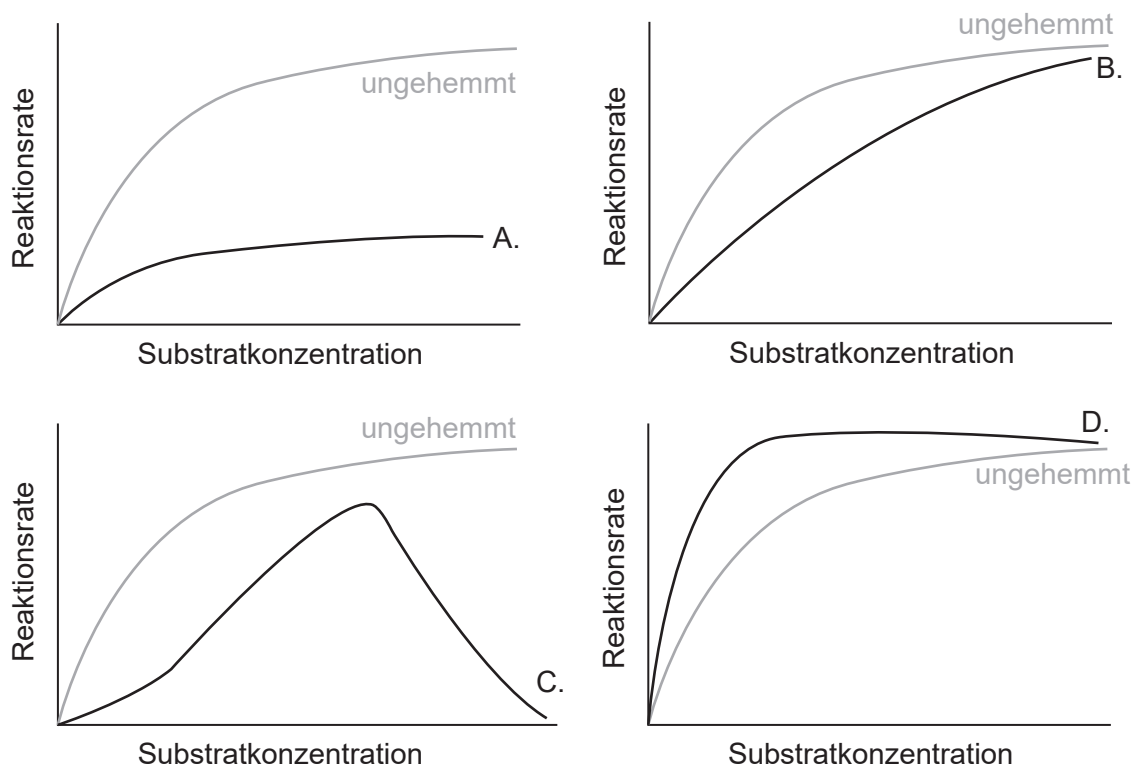 ungehemmt
A.
Reaktionsrate
Substratkonzentration
ungehemmt
B.
Reaktionsrate
Substratkonzentration
ungehemmt
C.
Reaktionsrate
Substratkonzentration
D.
ungehemmt
Reaktionsrate
Substratkonzentration